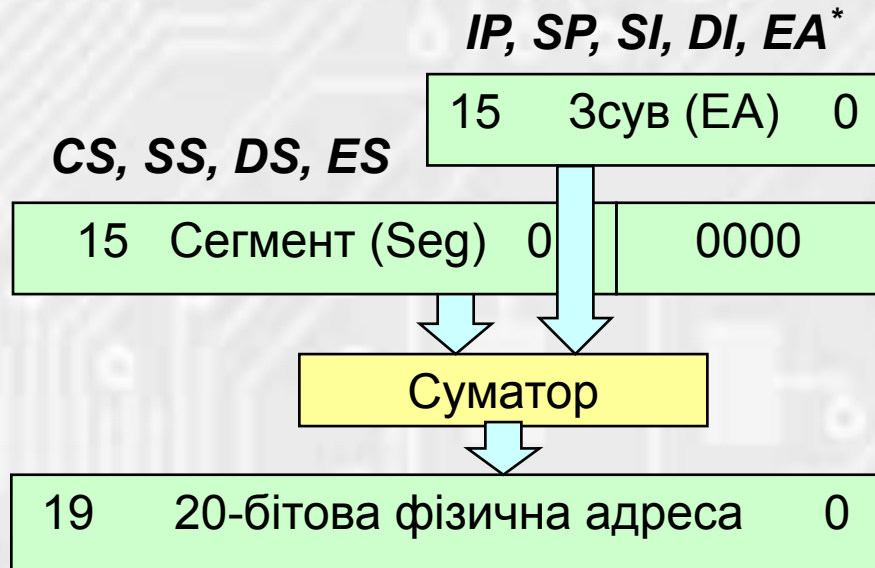 IP, SP, SI, DI, EA*
15 Зсув (EA) 0
CS, SS, DS, ES
15 Сегмент (Seg) 0 0000
Суматор
19 20-бітова фізична адреса 0